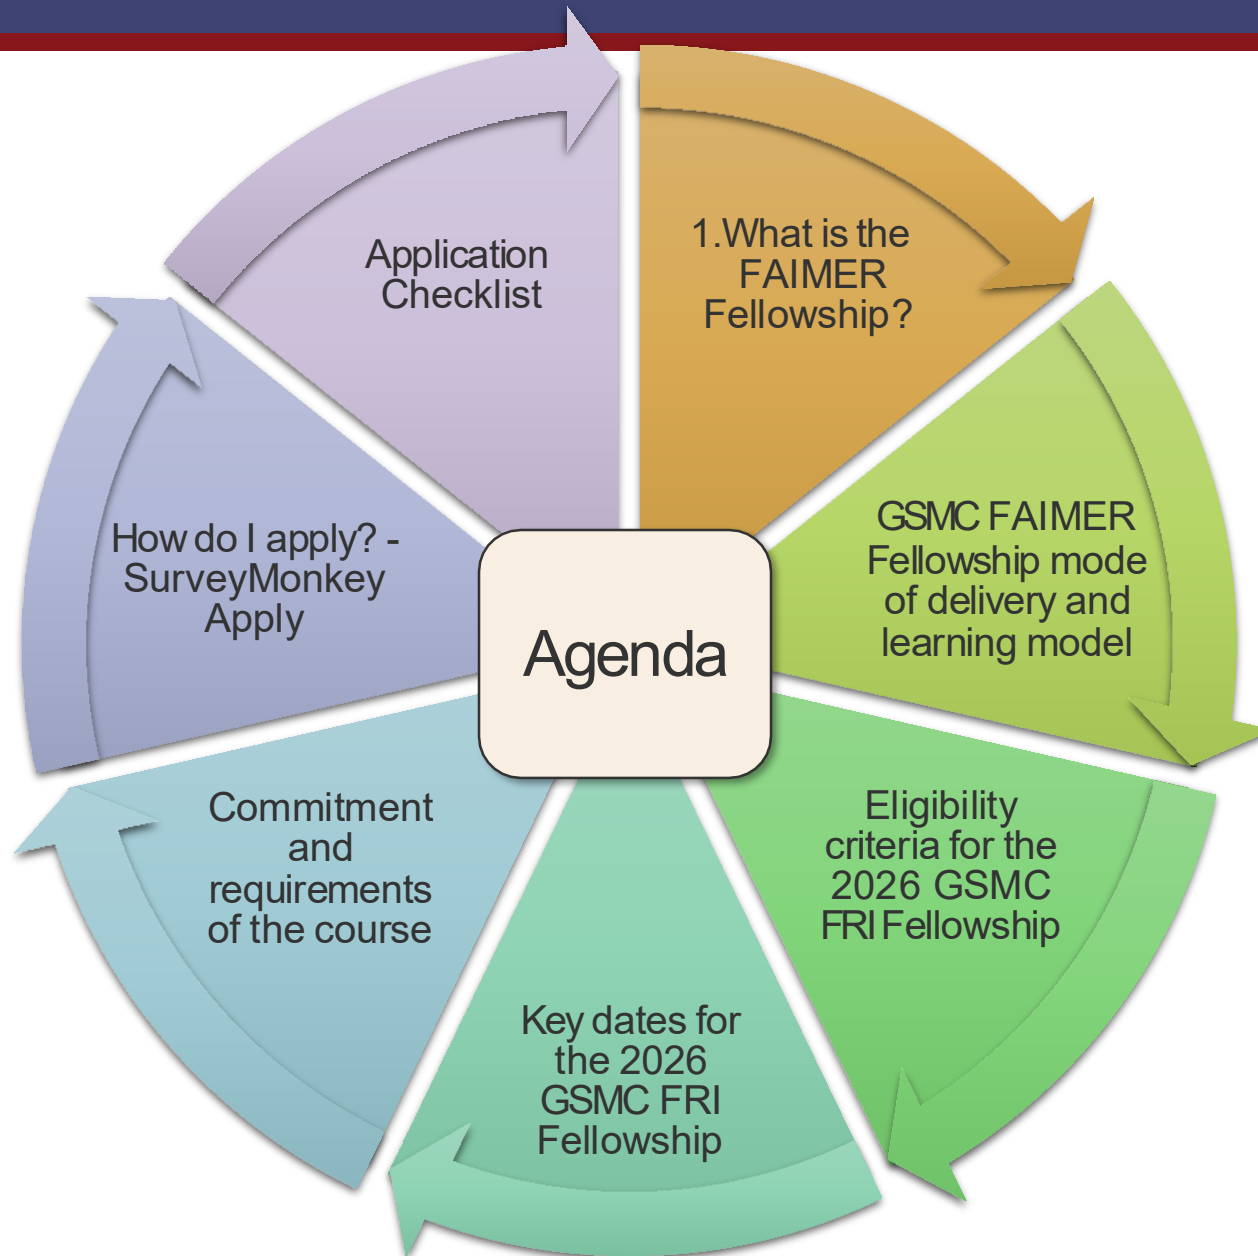 1.What is the
FAIMER
Fellowship?
GSMC FAIMER
Fellowship mode
of delivery and
learning model
Eligibility
criteria for the
2026 GSMC
FRI Fellowship
Key dates for
the 2026
GSMC FRI
Fellowship
Commitment
and
requirements
of the course
How do I apply? -
SurveyMonkey
Apply
Application
Checklist
Agenda